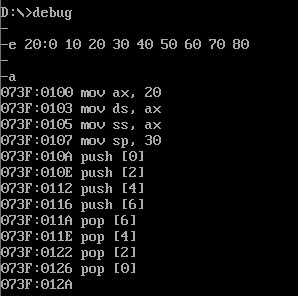 D:\>debug
-
-e 20:0 10 20 30 40 50 60 70 80
-
-a
073F:0100 mov ax, 20
073F:0103 mov ds, ax
073F:0105 mov ss, ax
073F:0107 mov sp, 30
073F:010A push [0]
073F:010E push [2]
073F:0112 push [4]
073F:0116 push [6]
073F:011A pop [6]
073F:011E pop [4]
073F:0122 pop [2]
073F:0126 pop [0]
073F:012A